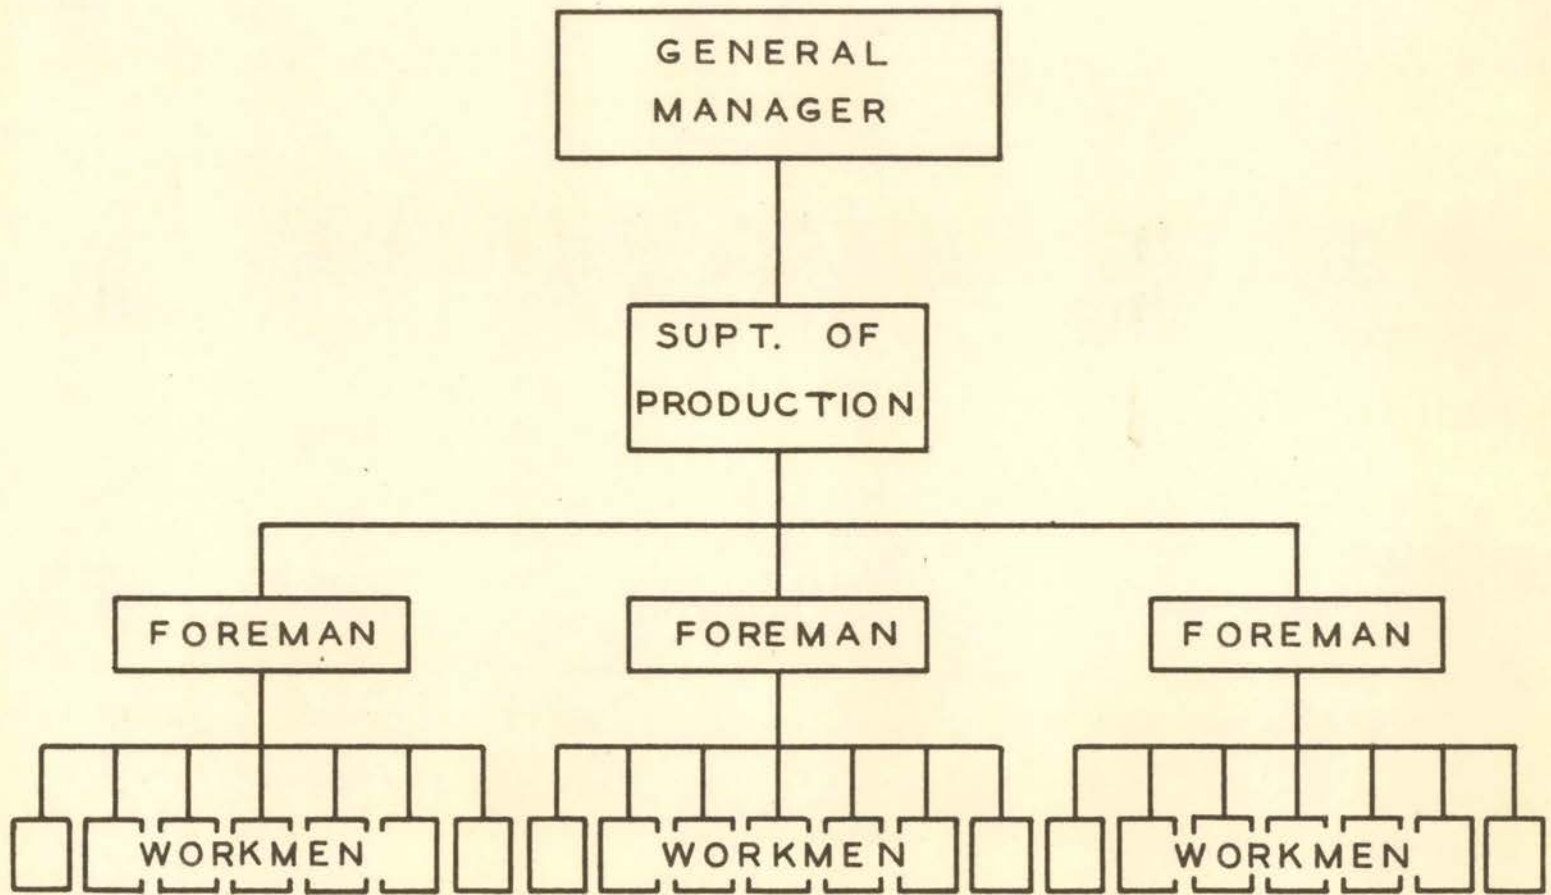 GENERAL
MANAGER
SUPT. OF
PRODUCTION
FOREMAN FOREMAN FOREMAN
WORKMEN WORKMEN WORKMEN